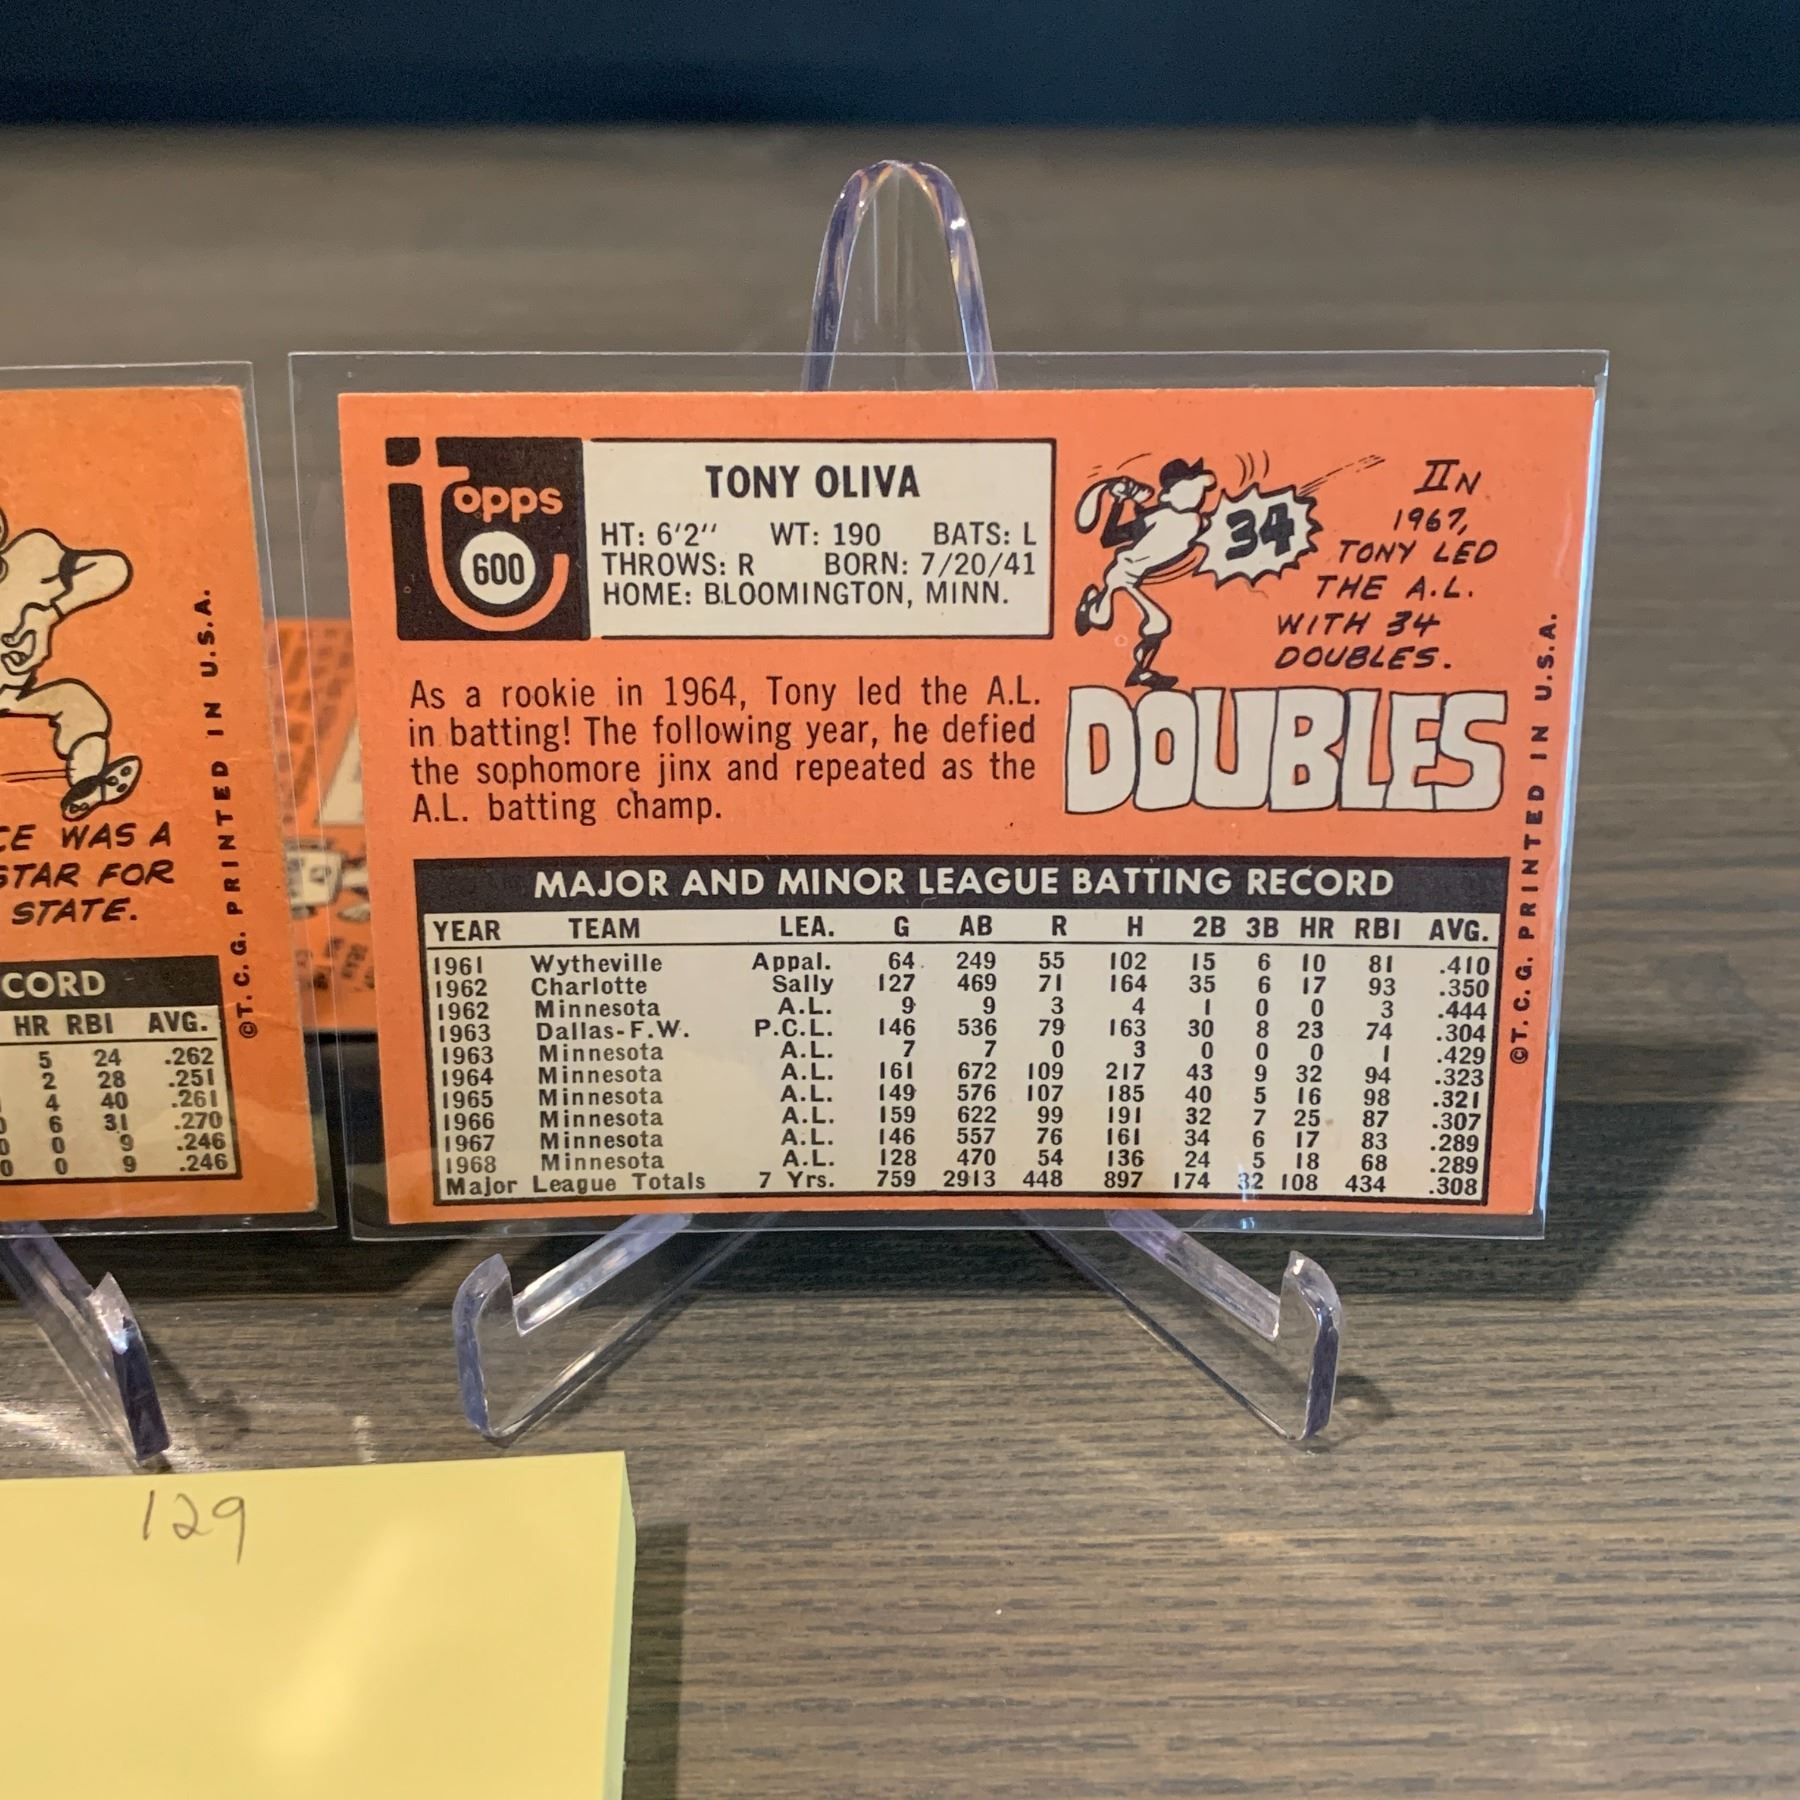 TONY OLIVA
Topps
600
HT: 6'2" WT: 190 BATS: L
THROWS: R BORN: 7/20/41
HOME: BLOOMINGTON, MINN.
34
IN
1967,
TONY LED
THE A.L.
WITH 34
DOUBLES.
DOUBLES
As a rookie in 1964, Tony led the A.L.
in batting! The following year, he defied
the sophomore jinx and repeated as the
A.L. batting champ.
MAJOR AND MINOR LEAGUE BATTING RECORD
YEAR TEAM LEA. G AB R H 2B 3B HR RBI AVG.
1961 Wytheville Appal. 64 249 55 102 15 6 10 81 .410
1962 Charlotte Sally 127 469 71 164 35 6 17 93 .350
1962 Minnesota A.L. 9 9 3 4 1 0 0 3 .444
1963 Dallas-F.W. P.C.L. 146 536 79 163 30 8 23 74 .304
1963 Minnesota A.L. 7 7 0 3 0 0 0 1 .429
1964 Minnesota A.L. 161 672 109 217 43 9 32 94 .323
1965 Minnesota A.L. 149 576 107 185 40 5 16 98 .321
1966 Minnesota A.L. 159 622 99 191 32 7 25 87 .307
1967 Minnesota A.L. 146 557 76 161 34 6 17 83 .289
1968 Minnesota A.L. 128 470 54 136 24 5 18 68 .289
Major League Totals 7 Yrs. 759 2913 448 897 174 32 108 434 .308
©T.C.G. PRINTED IN U.S.A.
WAS A
STAR FOR
STATE.
©T.C.G. PRINTED IN U.S.A.
HR RBI AVG.
5 24 .262
2 28 .251
4 40 .261
6 31 .270
0 9 .246
0 9 .246
129